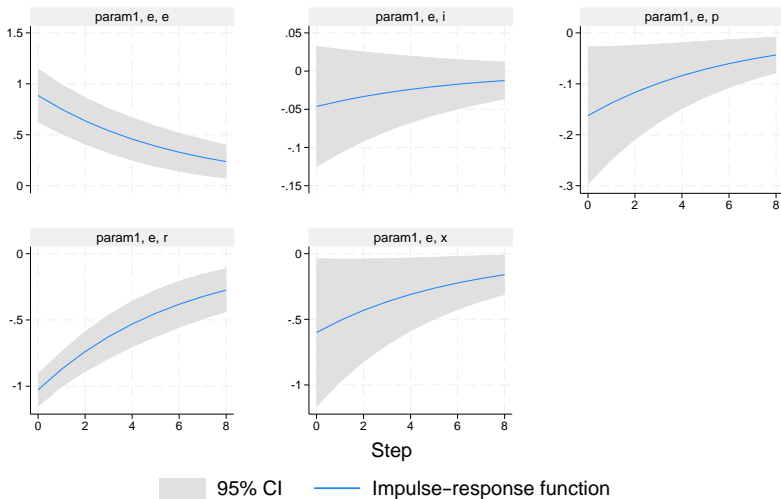 param1, e, e
1.5
1
.5
0
param1, e, i
.05
0
-.05
-.1
-.15
param1, e, p
-0
-.1
-.2
-.3
0 2 4 6 8
param1, e, r
0
-.5
-1
0 2 4 6 8
param1, e, x
0
-.5
-1
0 2 4 6 8
Step
95% CI Impulse-response function